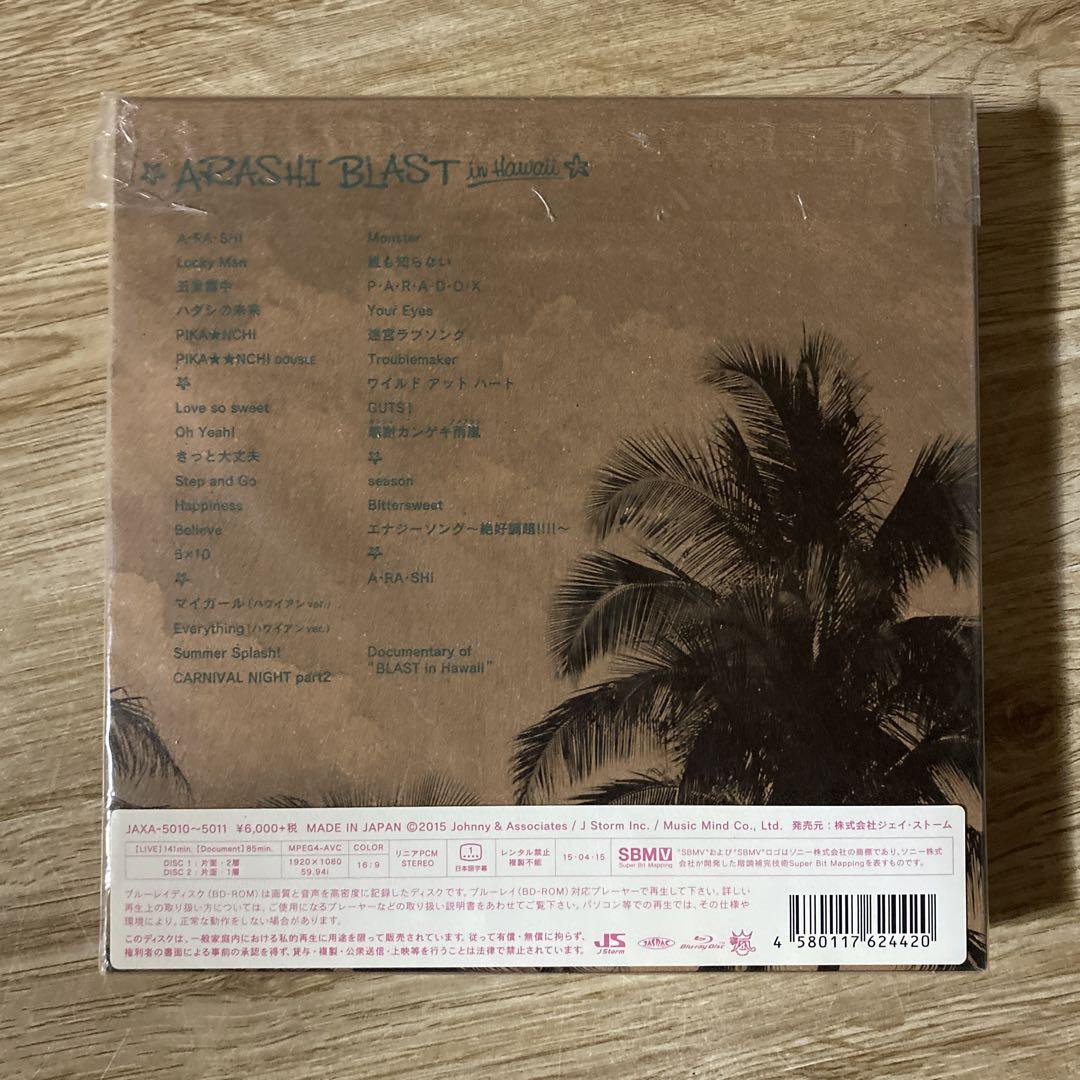 ☆ ARASHI BLAST in Hawaii ☆
A・RA・SHI
Lucky Man
五里霧中
ハダシの未来
PIKA★NCHI
PIKA★★NCHI DOUBLE
☆
Love so sweet
Oh Yeah!
きっと大丈夫
Step and Go
Happiness
Believe
5×10
☆
マイガール (ハワイアン ver.)
Everything (ハワイアン ver.)
Summer Splash!
CARNIVAL NIGHT part2
Monster
誰も知らない
P・A・R・A・D・O・X
Your Eyes
迷宮ラブソング
Troublemaker
ワイルド アット ハート
GUTS!
感謝カンゲキ雨嵐
☆
season
Bittersweet
エナジーソング〜絶好調超!!!!〜
☆
A・RA・SHI
Documentary of
"BLAST in Hawaii"
JAXA-5010〜5011 ¥6,000+税 MADE IN JAPAN ©2015 Johnny & Associates / J Storm Inc. / Music Mind Co., Ltd. 発売元:株式会社ジェイ・ストーム
[LIVE] 141min. [Document] 85min.
DISC 1:片面・2層
DISC 2:片面・1層
MPEG4-AVC
1920×1080
59.94i
COLOR
16:9
リニアPCM
STEREO
1
日本語字幕
レンタル禁止
複製不能
15・04・15
SBMV
Super Bit Mapping
"SBMV"および"SBMV"ロゴはソニー株式会社の商標であり、ソニー株式
会社が開発した階調補完技術Super Bit Mappingを表すものです。
ブルーレイディスク(BD-ROM)は画質と音声を高密度に記録したディスクです。ブルーレイ(BD-ROM)対応プレーヤーで再生して下さい。詳しい
再生上の取り扱い方については、ご使用になるプレーヤーなどの取り扱い説明書をあわせてご覧下さい。パソコン等での再生では、その仕様や
環境により、正常な動作をしない場合があります。
このディスクは、一般家庭内における私的再生に用途を限って販売されています。従って有償・無償に拘らず、
権利者の書面による事前の承認を得ず、貸与・複製・公衆送信・上映等を行うことは法律で禁止されています。
JS
J Storm
JASRAC
Blu-ray Disc
4 580117 624420